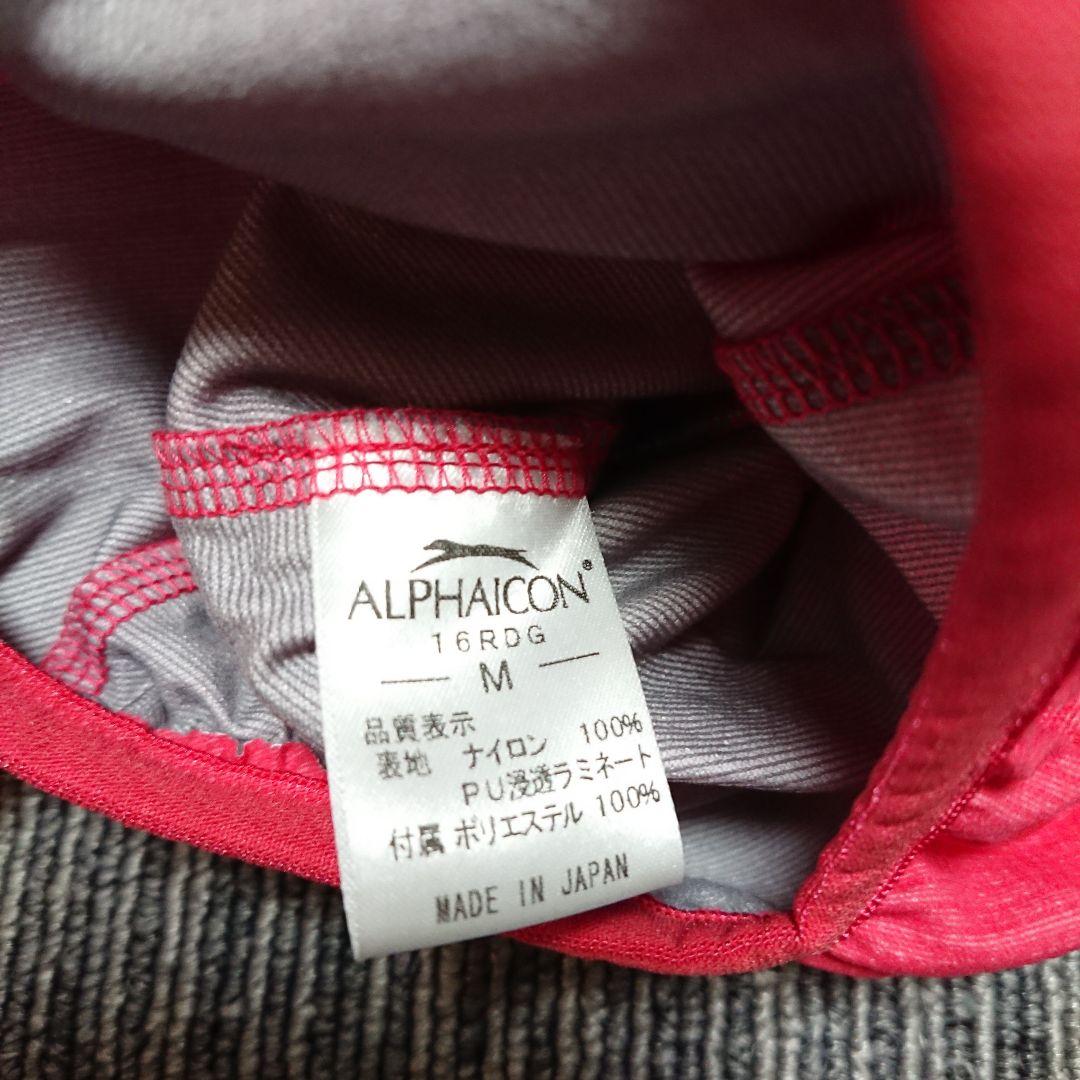 ALPHAICON®
16RDG
M
品質表示
表地 ナイロン 100%
PU浸透ラミネート
付属 ポリエステル 100%
MADE IN JAPAN